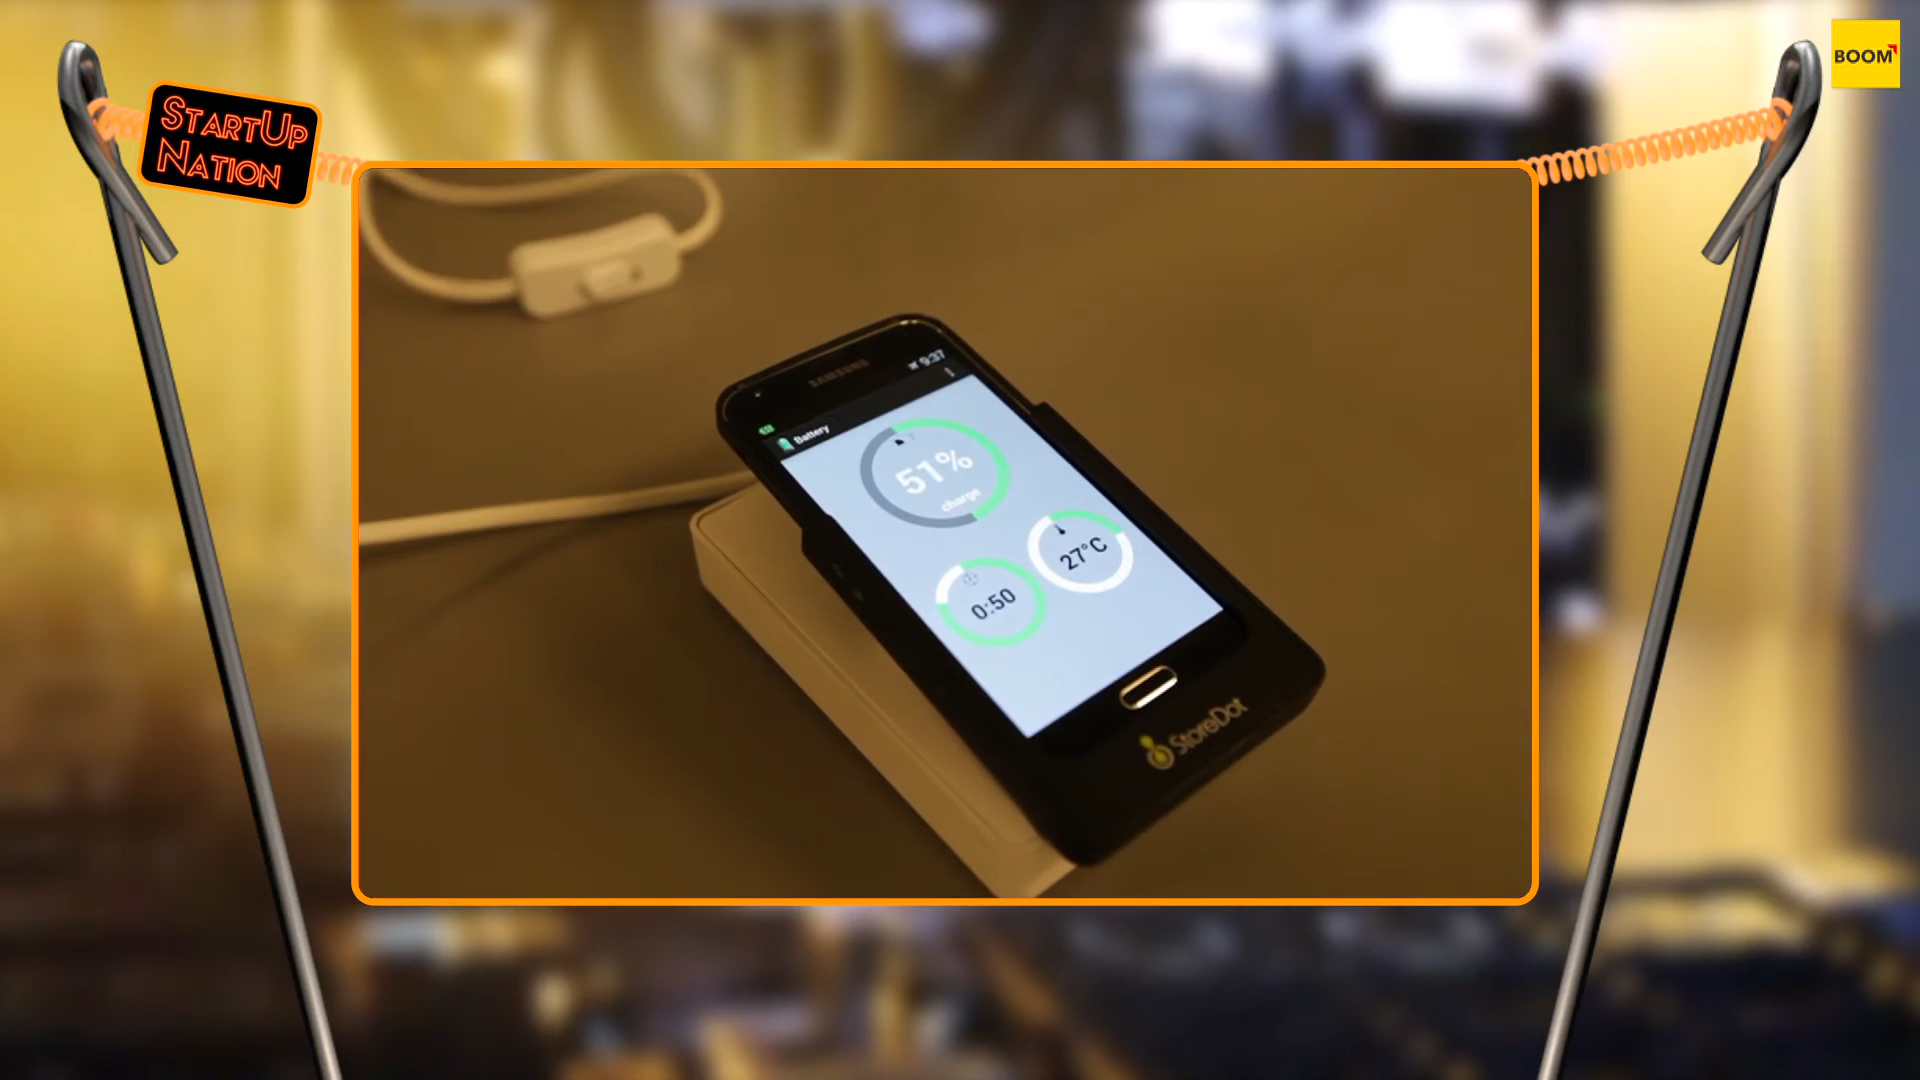 BOOM
STARTUP
NATION
SAMSUNG
9:37
Battery
51%
charge
27°C
0:50
StoreDot